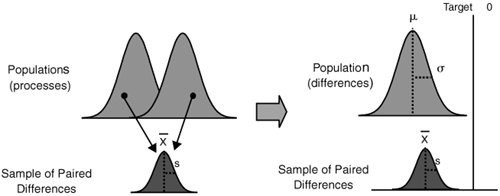 Target 0
μ
Populations
(processes)
Population
(differences)
σ
X̅
s
Sample of Paired
Differences
X̅
s
Sample of Paired
Differences